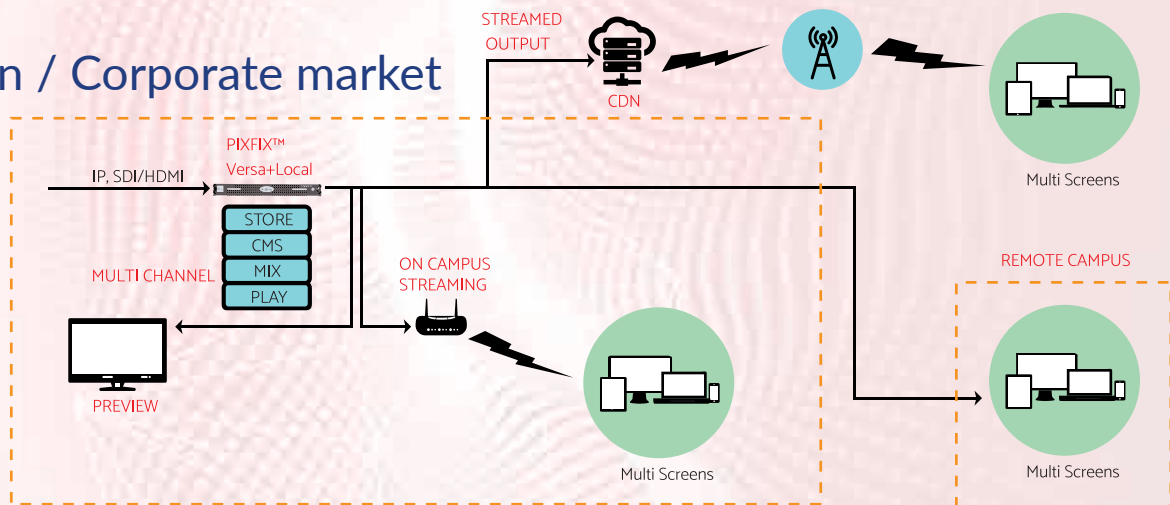 STREAMED
OUTPUT
n / Corporate market
CDN
PIXFIX™
Versa+Local
IP, SDI/HDMI
Multi Screens
STORE
CMS
MIX
PLAY
MULTI CHANNEL
ON CAMPUS
STREAMING
REMOTE CAMPUS
PREVIEW
Multi Screens
Multi Screens